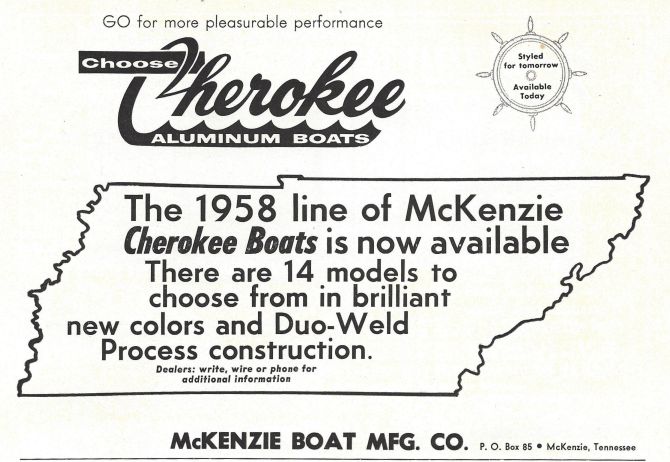 GO for more pleasurable performance
Choose
Cherokee
ALUMINUM BOATS
Styled
for tomorrow
Available
Today
The 1958 line of McKenzie
Cherokee Boats is now available
There are 14 models to
choose from in brilliant
new colors and Duo-Weld
Process construction.
Dealers: write, wire or phone for
additional information
McKENZIE BOAT MFG. CO. P. O. Box 85 • McKenzie, Tennessee